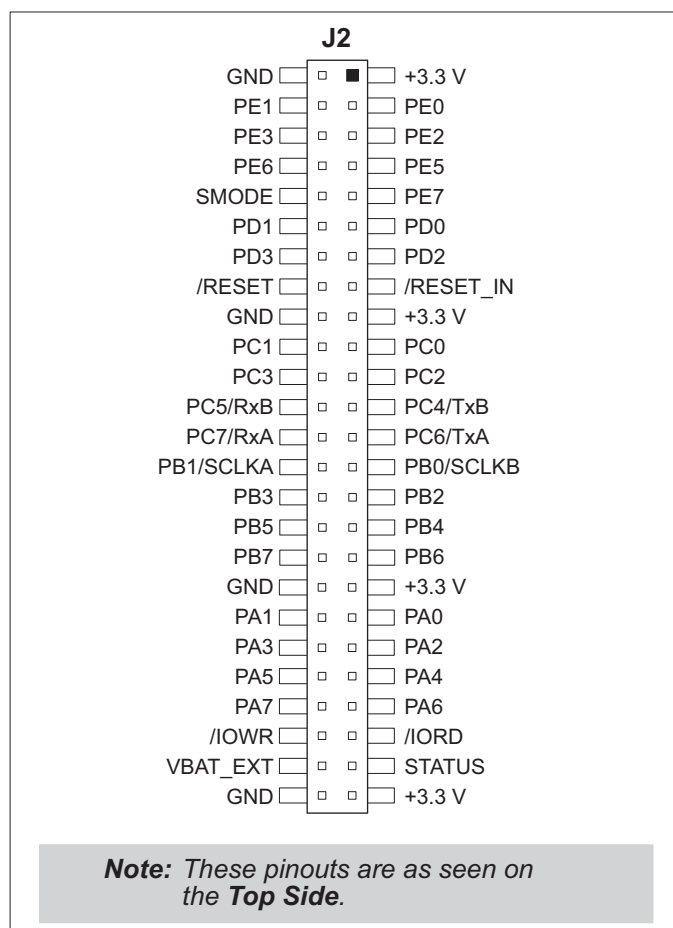 J2
GND +3.3 V
PE1 PE0
PE3 PE2
PE6 PE5
SMODE PE7
PD1 PD0
PD3 PD2
/RESET /RESET_IN
GND +3.3 V
PC1 PC0
PC3 PC2
PC5/RxB PC4/TxB
PC7/RxA PC6/TxA
PB1/SCLKA PB0/SCLKB
PB3 PB2
PB5 PB4
PB7 PB6
GND +3.3 V
PA1 PA0
PA3 PA2
PA5 PA4
PA7 PA6
/IOWR /IORD
VBAT_EXT STATUS
GND +3.3 V
Note: These pinouts are as seen on
the Top Side.